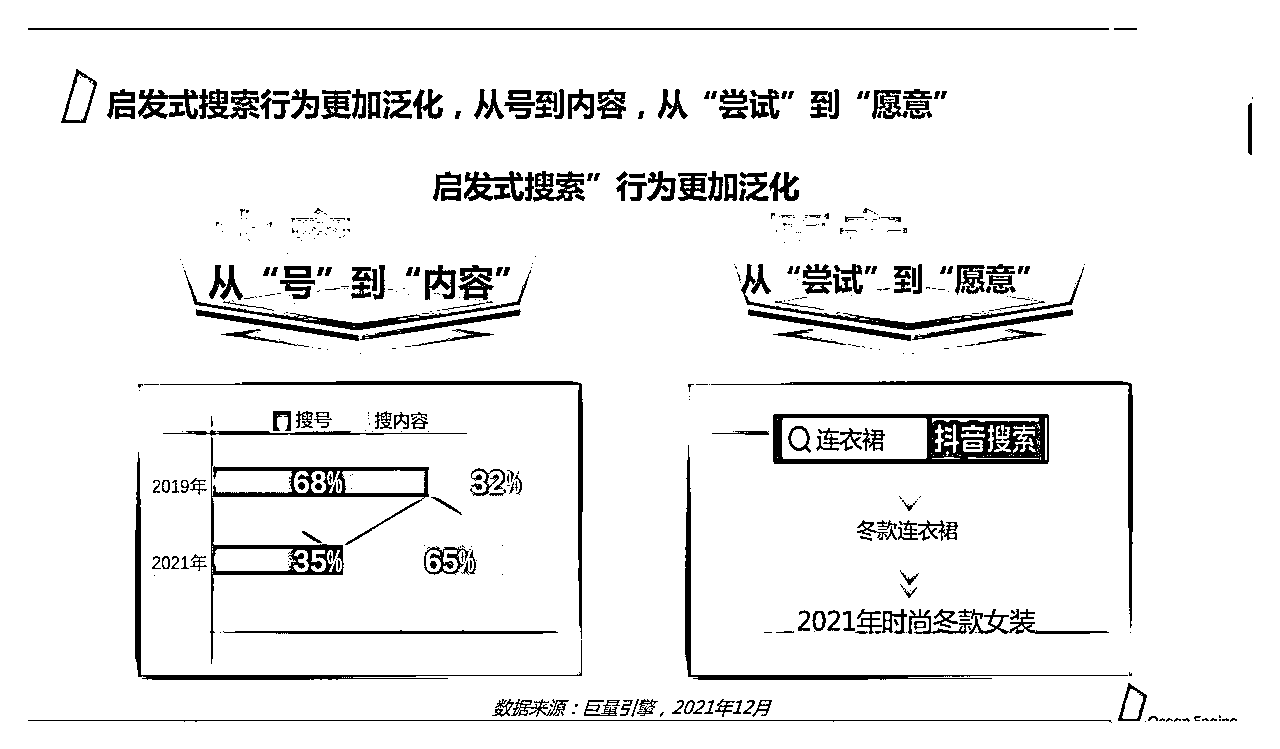 启发式搜索行为更加泛化，从号到内容，从“尝试”到“愿意”
启发式搜索”行为更加泛化
从“号”到“内容”
从“尝试”到“愿意”
搜号 搜内容
2019年 68% 32%
2021年 35% 65%
连衣裙 抖音搜索
冬款连衣裙
2021年时尚冬款女装
数据来源：巨量引擎，2021年12月
Ocean Engine